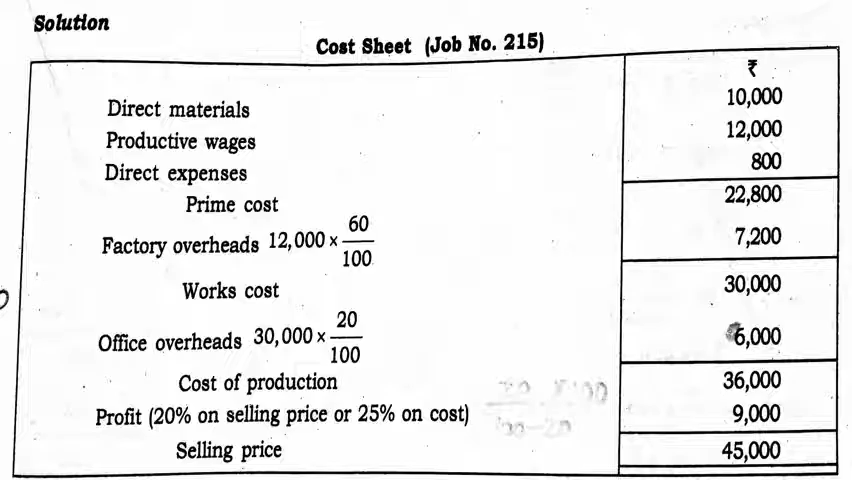 Solution
Cost Sheet (Job No. 215)
₹
Direct materials 10,000
Productive wages 12,000
Direct expenses 800
Prime cost 22,800
Factory overheads 12,000 × 60/100 7,200
Works cost 30,000
Office overheads 30,000 × 20/100 6,000
Cost of production 36,000
Profit (20% on selling price or 25% on cost) 9,000
Selling price 45,000